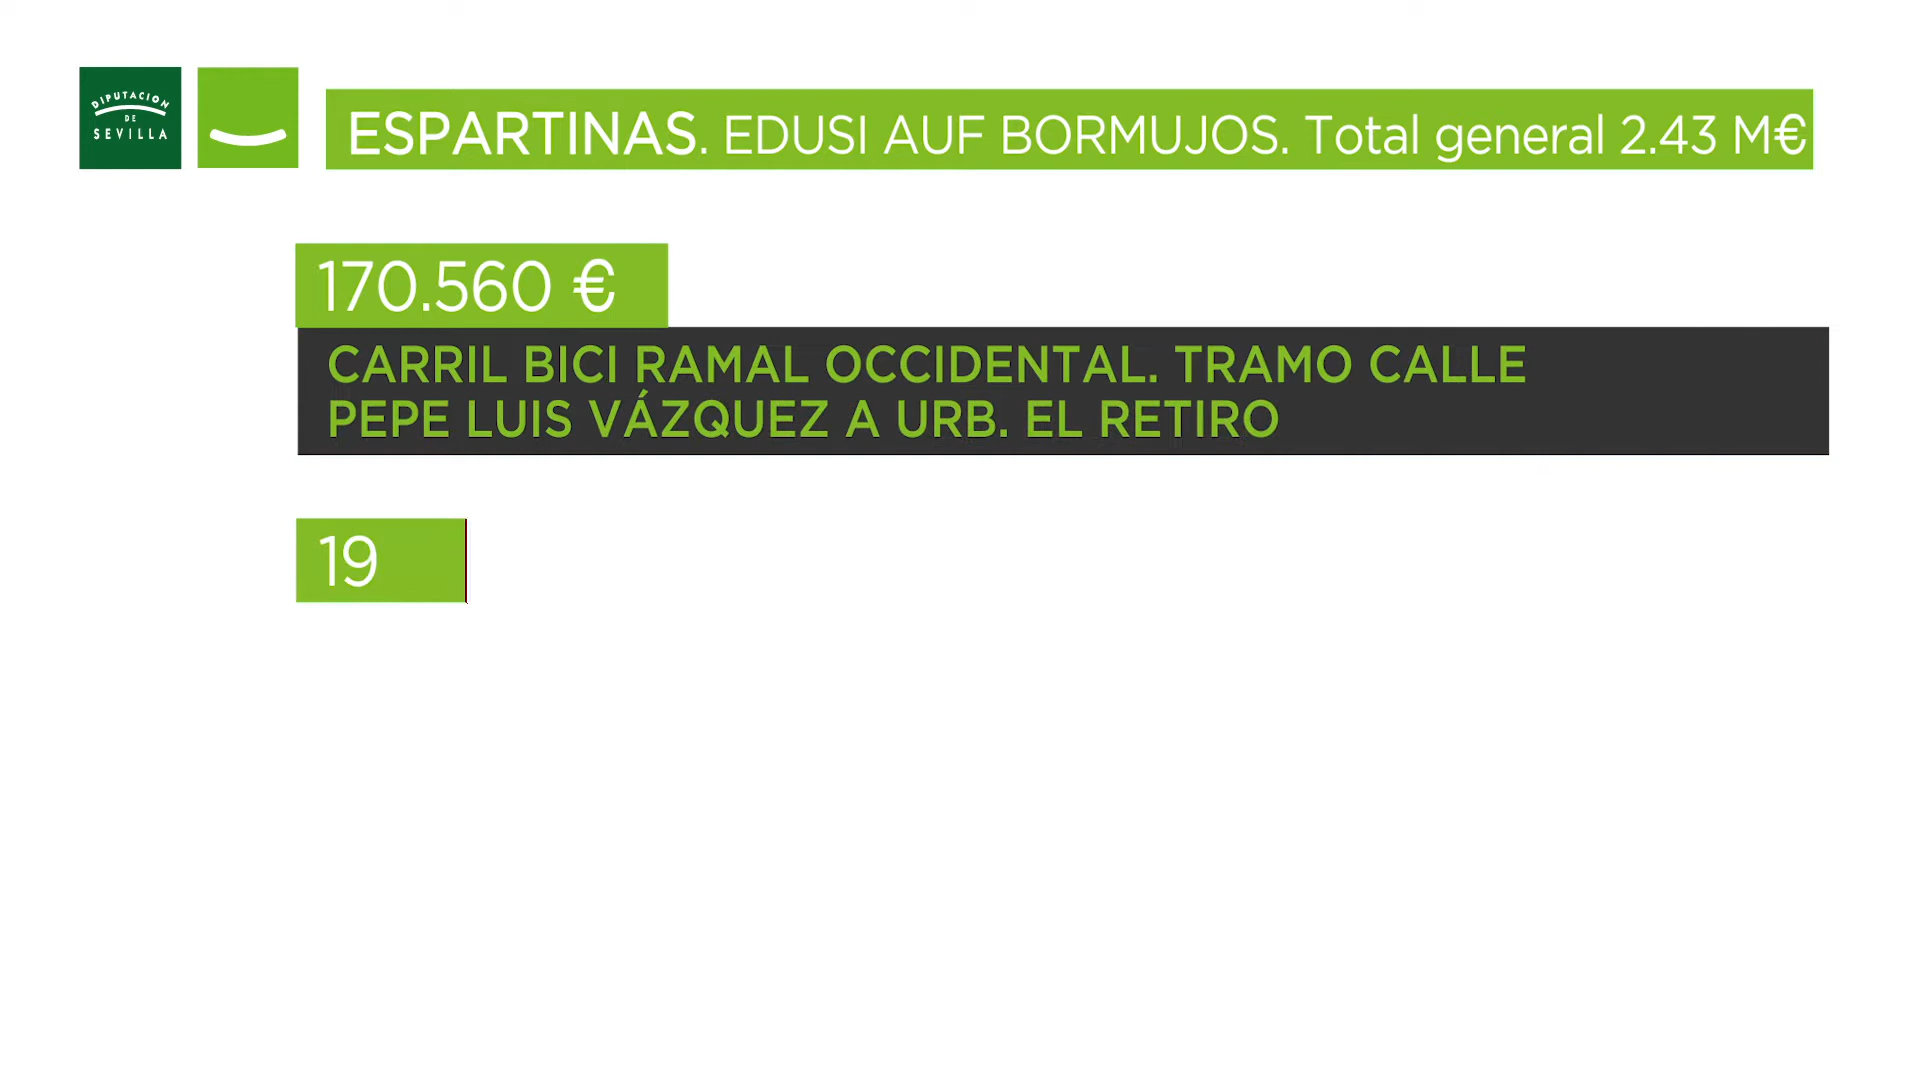 DIPUTACION
DE
SEVILLA
ESPARTINAS. EDUSI AUF BORMUJOS. Total general 2.43 M€
170.560 €
CARRIL BICI RAMAL OCCIDENTAL. TRAMO CALLE
PEPE LUIS VÁZQUEZ A URB. EL RETIRO
19